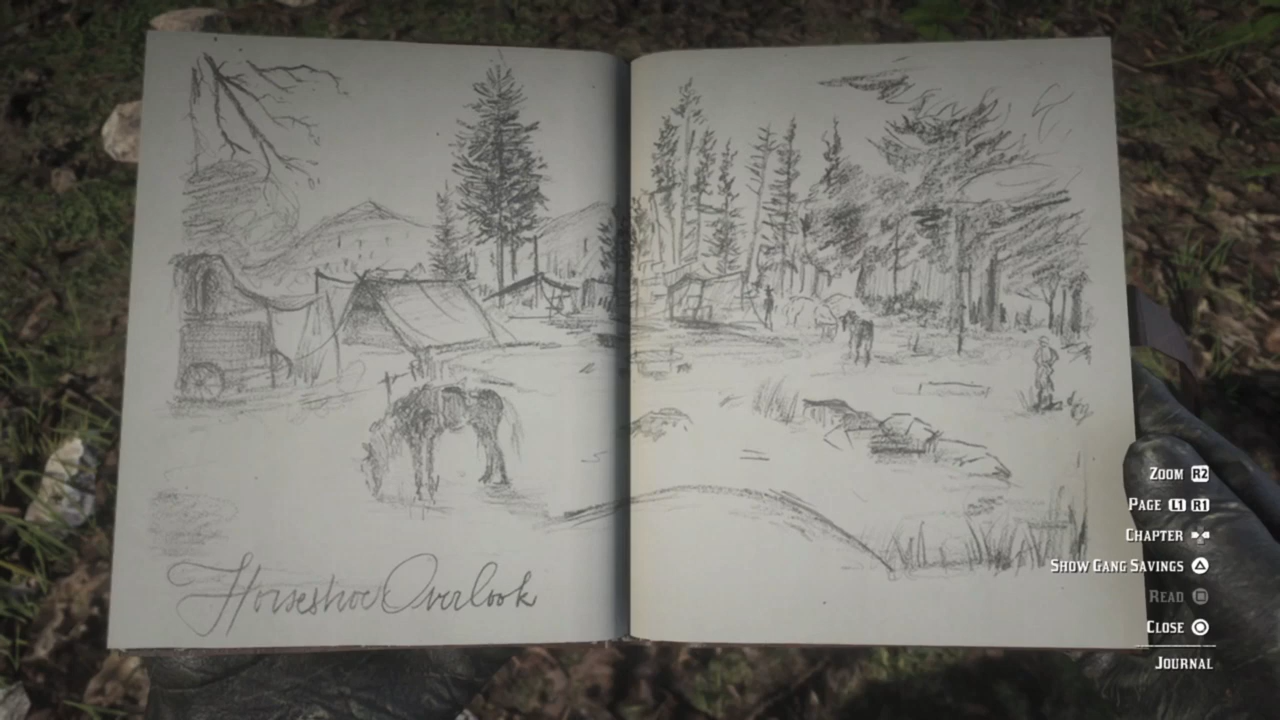 Horseshoe Overlook
ZOOM R2
PAGE L1 R1
CHAPTER
SHOW GANG SAVINGS
READ
CLOSE
JOURNAL